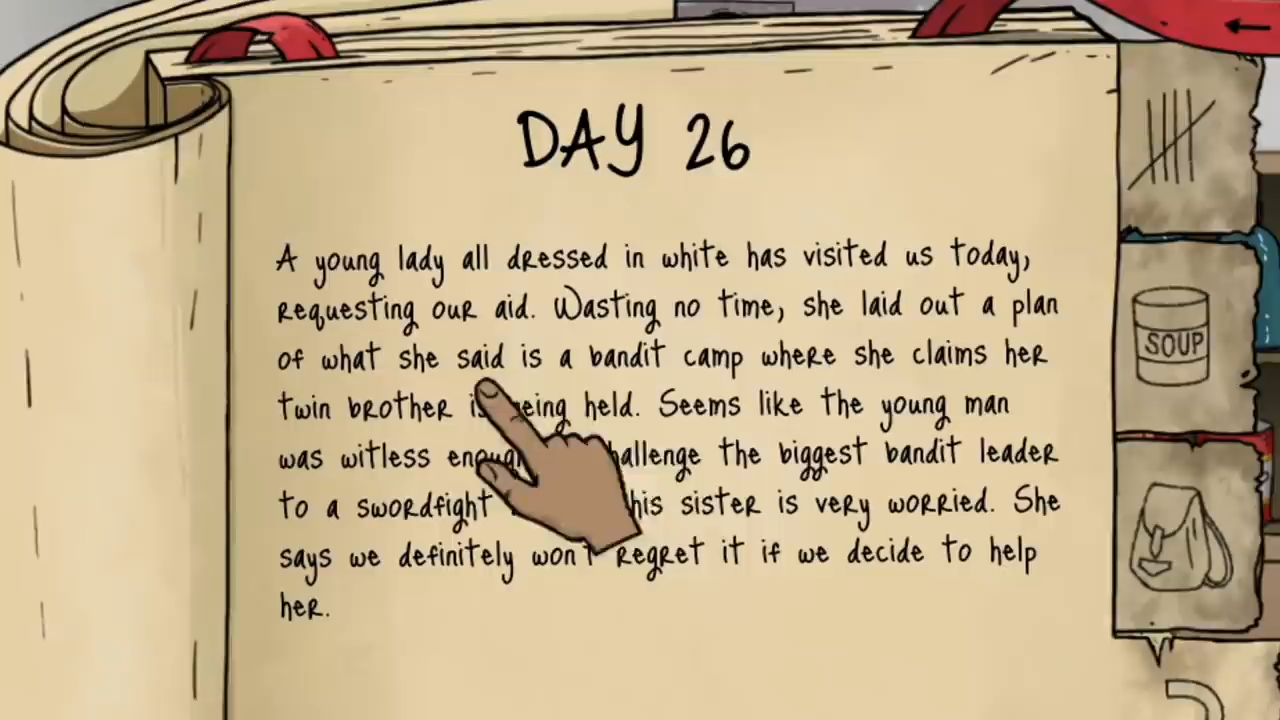 DAY 26
A young lady all dressed in white has visited us today,
requesting our aid. Wasting no time, she laid out a plan
of what she said is a bandit camp where she claims her
twin brother is being held. Seems like the young man
was witless enough challenge the biggest bandit leader
to a swordfight his sister is very worried. She
says we definitely won't regret it if we decide to help
her.
SOUP